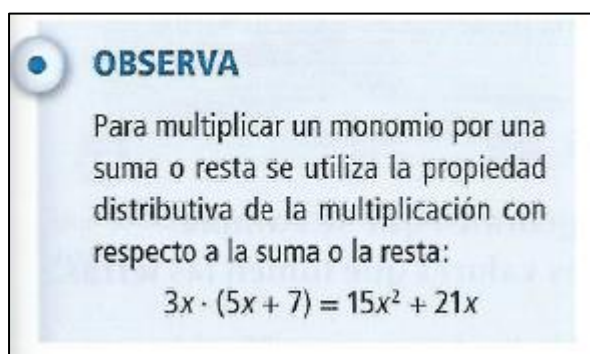 OBSERVA
Para multiplicar un monomio por una
suma o resta se utiliza la propiedad
distributiva de la multiplicación con
respecto a la suma o la resta:
3x · (5x + 7) = 15x² + 21x